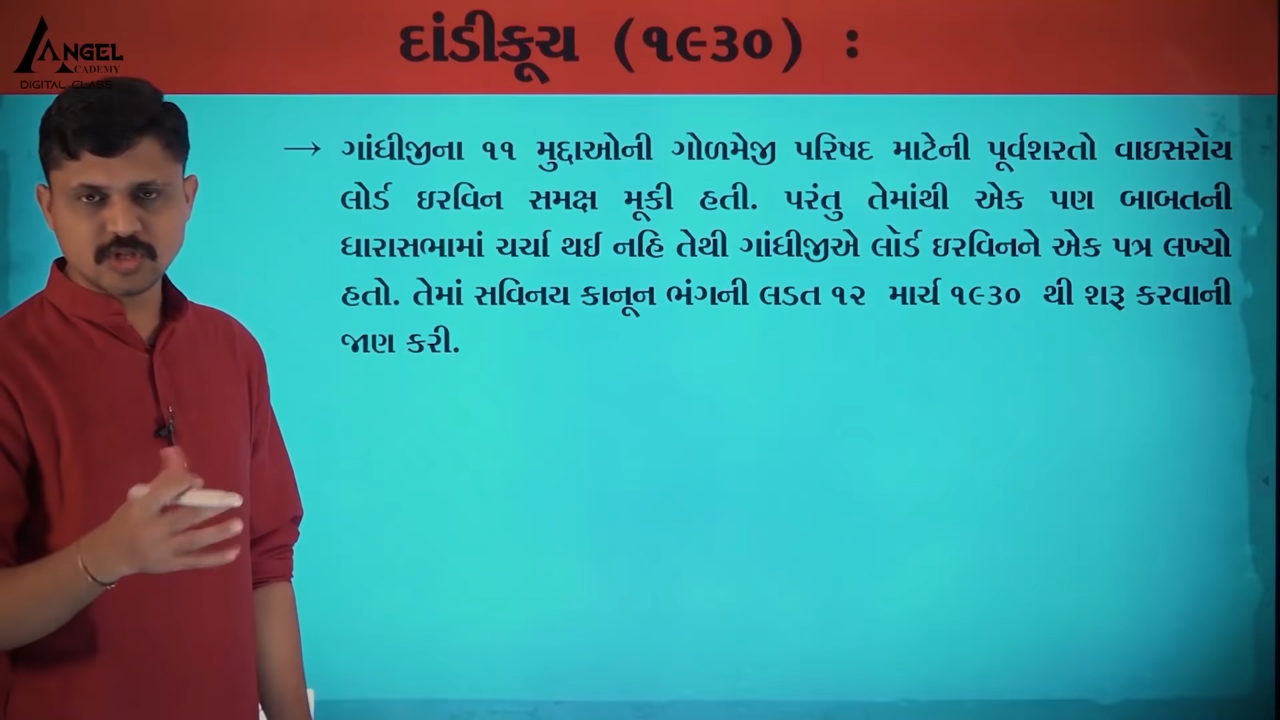 ANGEL
ACADEMY
DIGITAL CLASS
દાંડીકૂચ (૧૯૩૦) :
→ ગાંધીજીના ૧૧ મુદ્દાઓની ગોળમેજી પરિષદ માટેની પૂર્વશરતો વાઇસરૉય
લોર્ડ ઇરવિન સમક્ષ મૂકી હતી. પરંતુ તેમાંથી એક પણ બાબતની
ધારાસભામાં ચર્ચા થઈ નહિ તેથી ગાંધીજીએ લૉર્ડ ઇરવિનને એક પત્ર લખ્યો
હતો. તેમાં સવિનય કાનૂન ભંગની લડત ૧૨ માર્ચ ૧૯૩૦ થી શરૂ કરવાની
જાણ કરી.